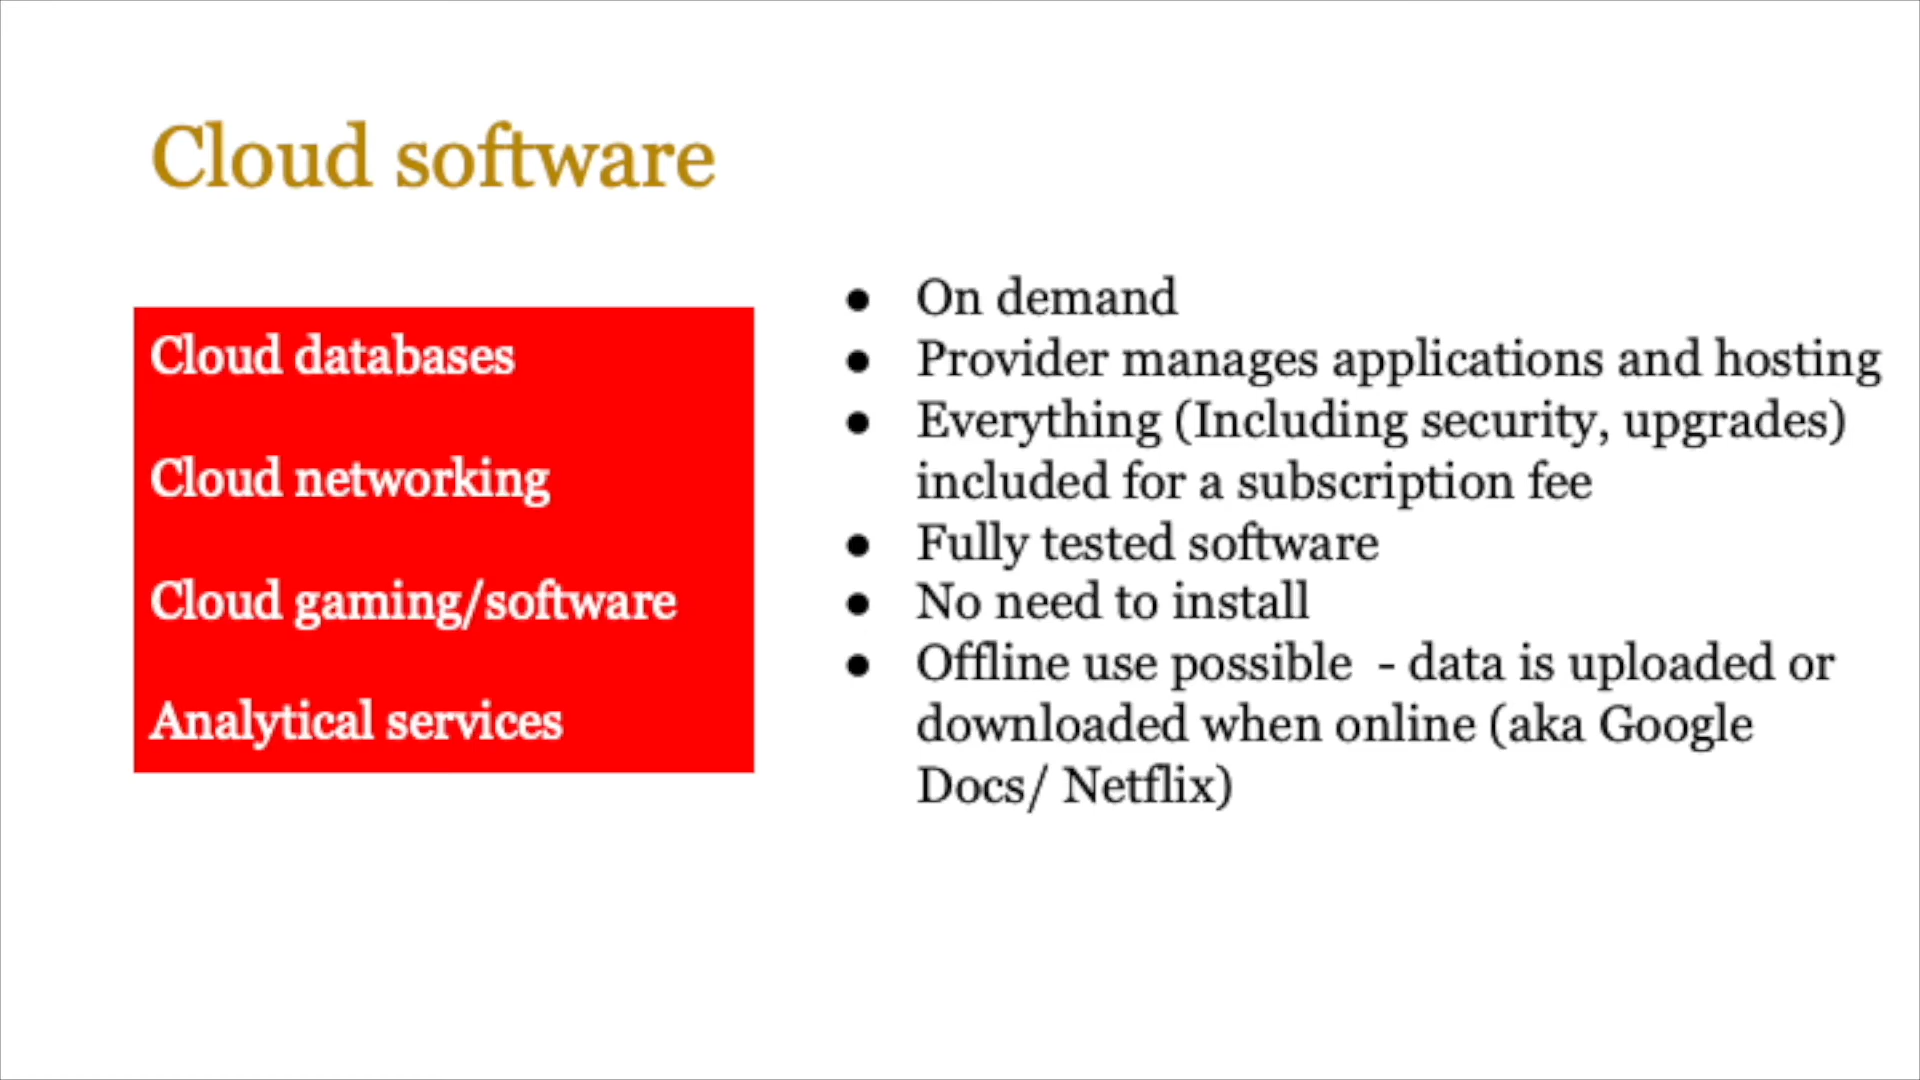 Cloud software
Cloud databases
Cloud networking
Cloud gaming/software
Analytical services
● On demand
● Provider manages applications and hosting
● Everything (Including security, upgrades)
included for a subscription fee
● Fully tested software
● No need to install
● Offline use possible  - data is uploaded or
downloaded when online (aka Google
Docs/ Netflix)